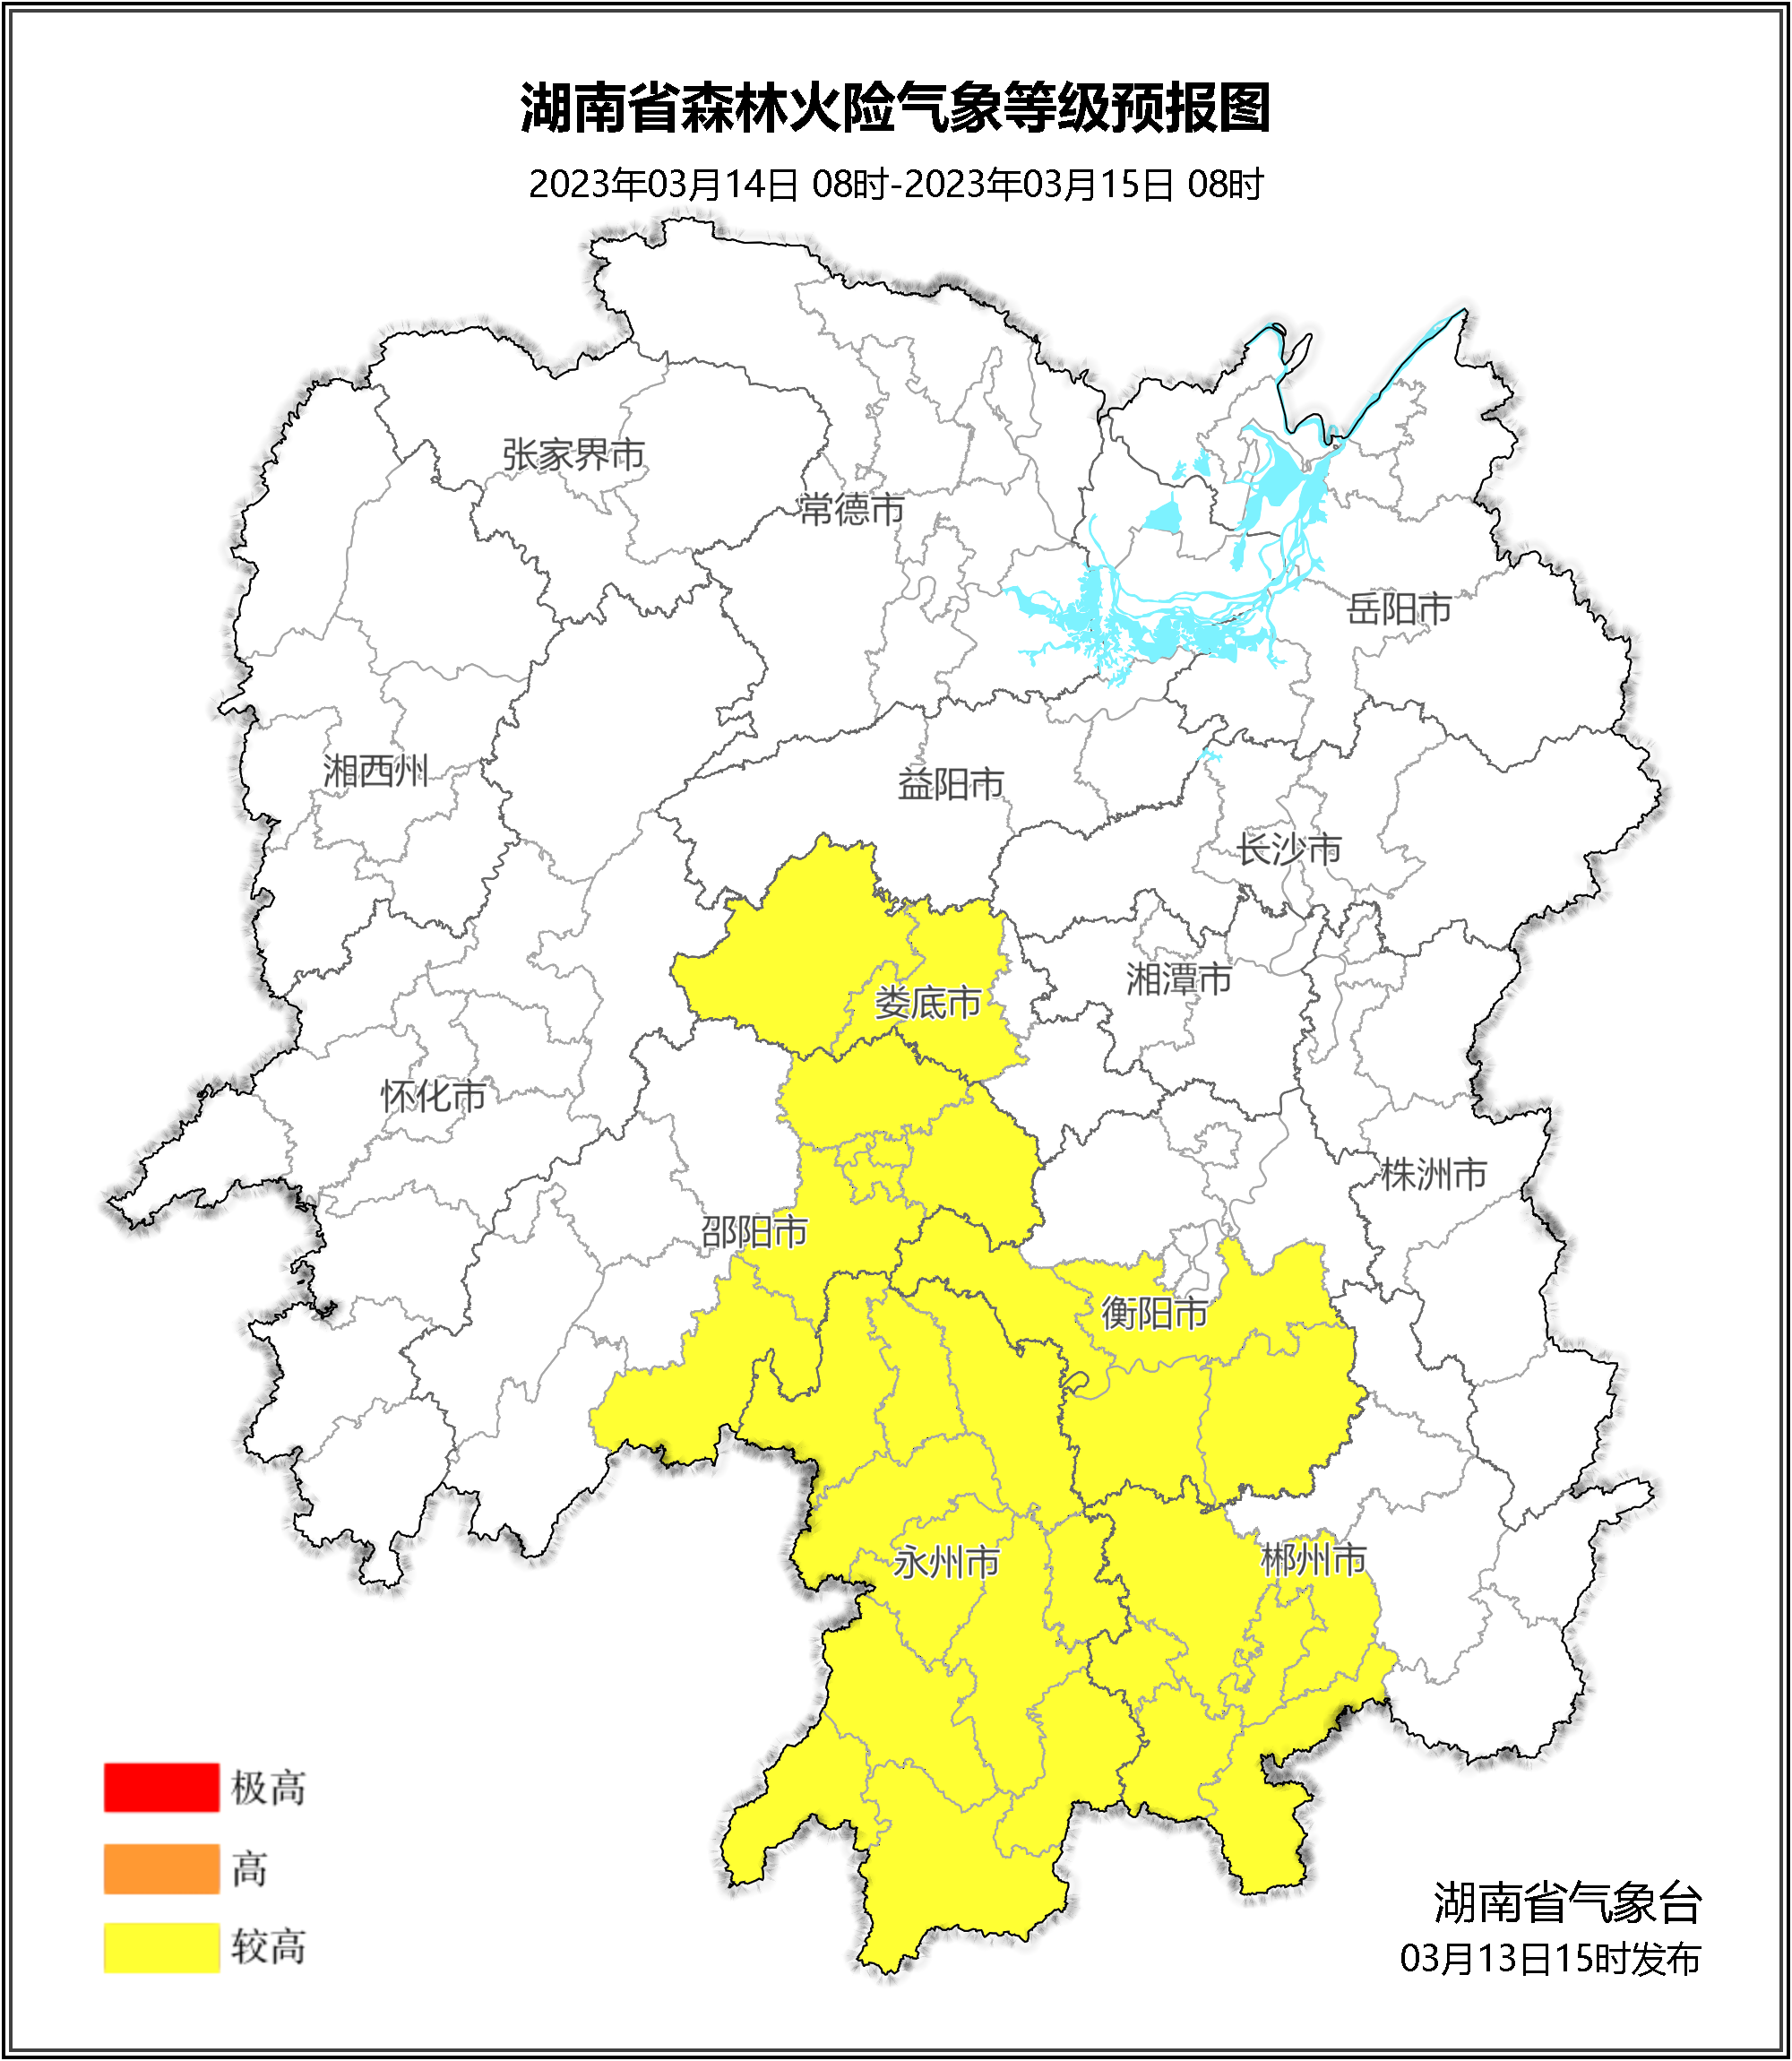 湖南省森林火险气象等级预报图
2023年03月14日 08时-2023年03月15日 08时
张家界市
常德市
岳阳市
湘西州
益阳市
长沙市
湘潭市
娄底市
怀化市
株洲市
邵阳市
衡阳市
永州市
郴州市
极高
高
较高
湖南省气象台
03月13日15时发布